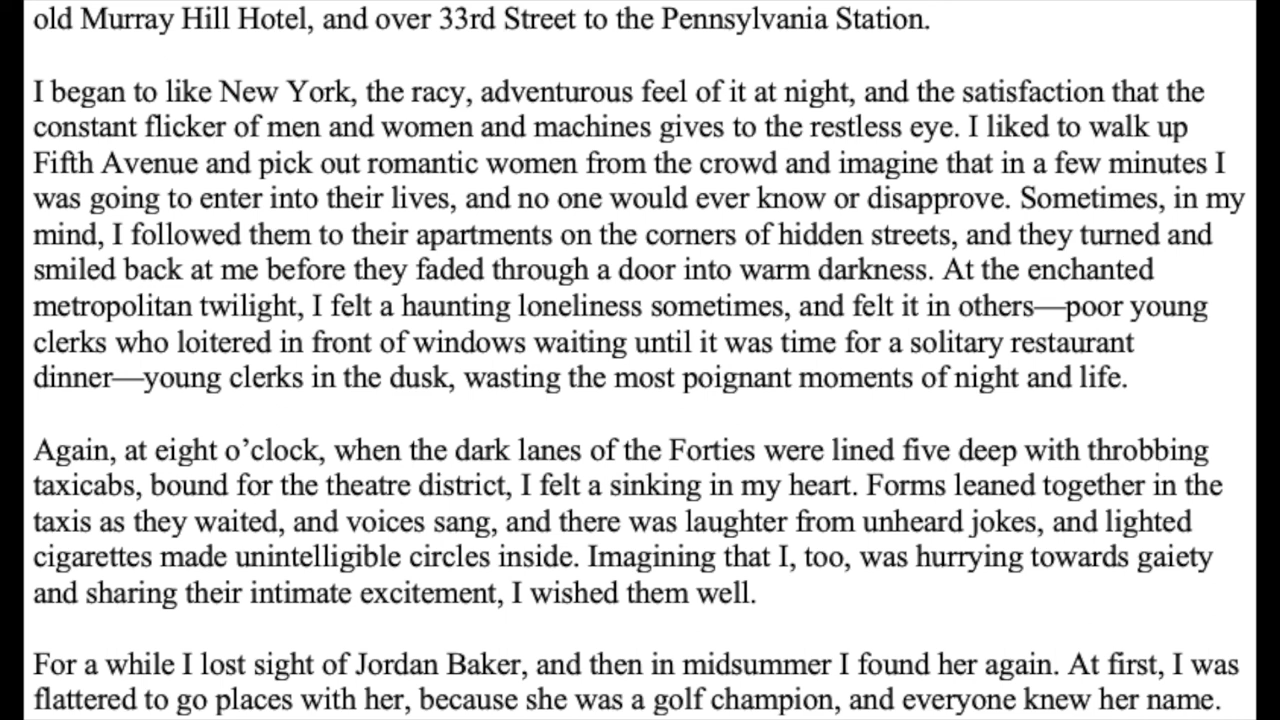 old Murray Hill Hotel, and over 33rd Street to the Pennsylvania Station.
I began to like New York, the racy, adventurous feel of it at night, and the satisfaction that the
constant flicker of men and women and machines gives to the restless eye. I liked to walk up
Fifth Avenue and pick out romantic women from the crowd and imagine that in a few minutes I
was going to enter into their lives, and no one would ever know or disapprove. Sometimes, in my
mind, I followed them to their apartments on the corners of hidden streets, and they turned and
smiled back at me before they faded through a door into warm darkness. At the enchanted
metropolitan twilight, I felt a haunting loneliness sometimes, and felt it in others—poor young
clerks who loitered in front of windows waiting until it was time for a solitary restaurant
dinner—young clerks in the dusk, wasting the most poignant moments of night and life.
Again, at eight o’clock, when the dark lanes of the Forties were lined five deep with throbbing
taxicabs, bound for the theatre district, I felt a sinking in my heart. Forms leaned together in the
taxis as they waited, and voices sang, and there was laughter from unheard jokes, and lighted
cigarettes made unintelligible circles inside. Imagining that I, too, was hurrying towards gaiety
and sharing their intimate excitement, I wished them well.
For a while I lost sight of Jordan Baker, and then in midsummer I found her again. At first, I was
flattered to go places with her, because she was a golf champion, and everyone knew her name.